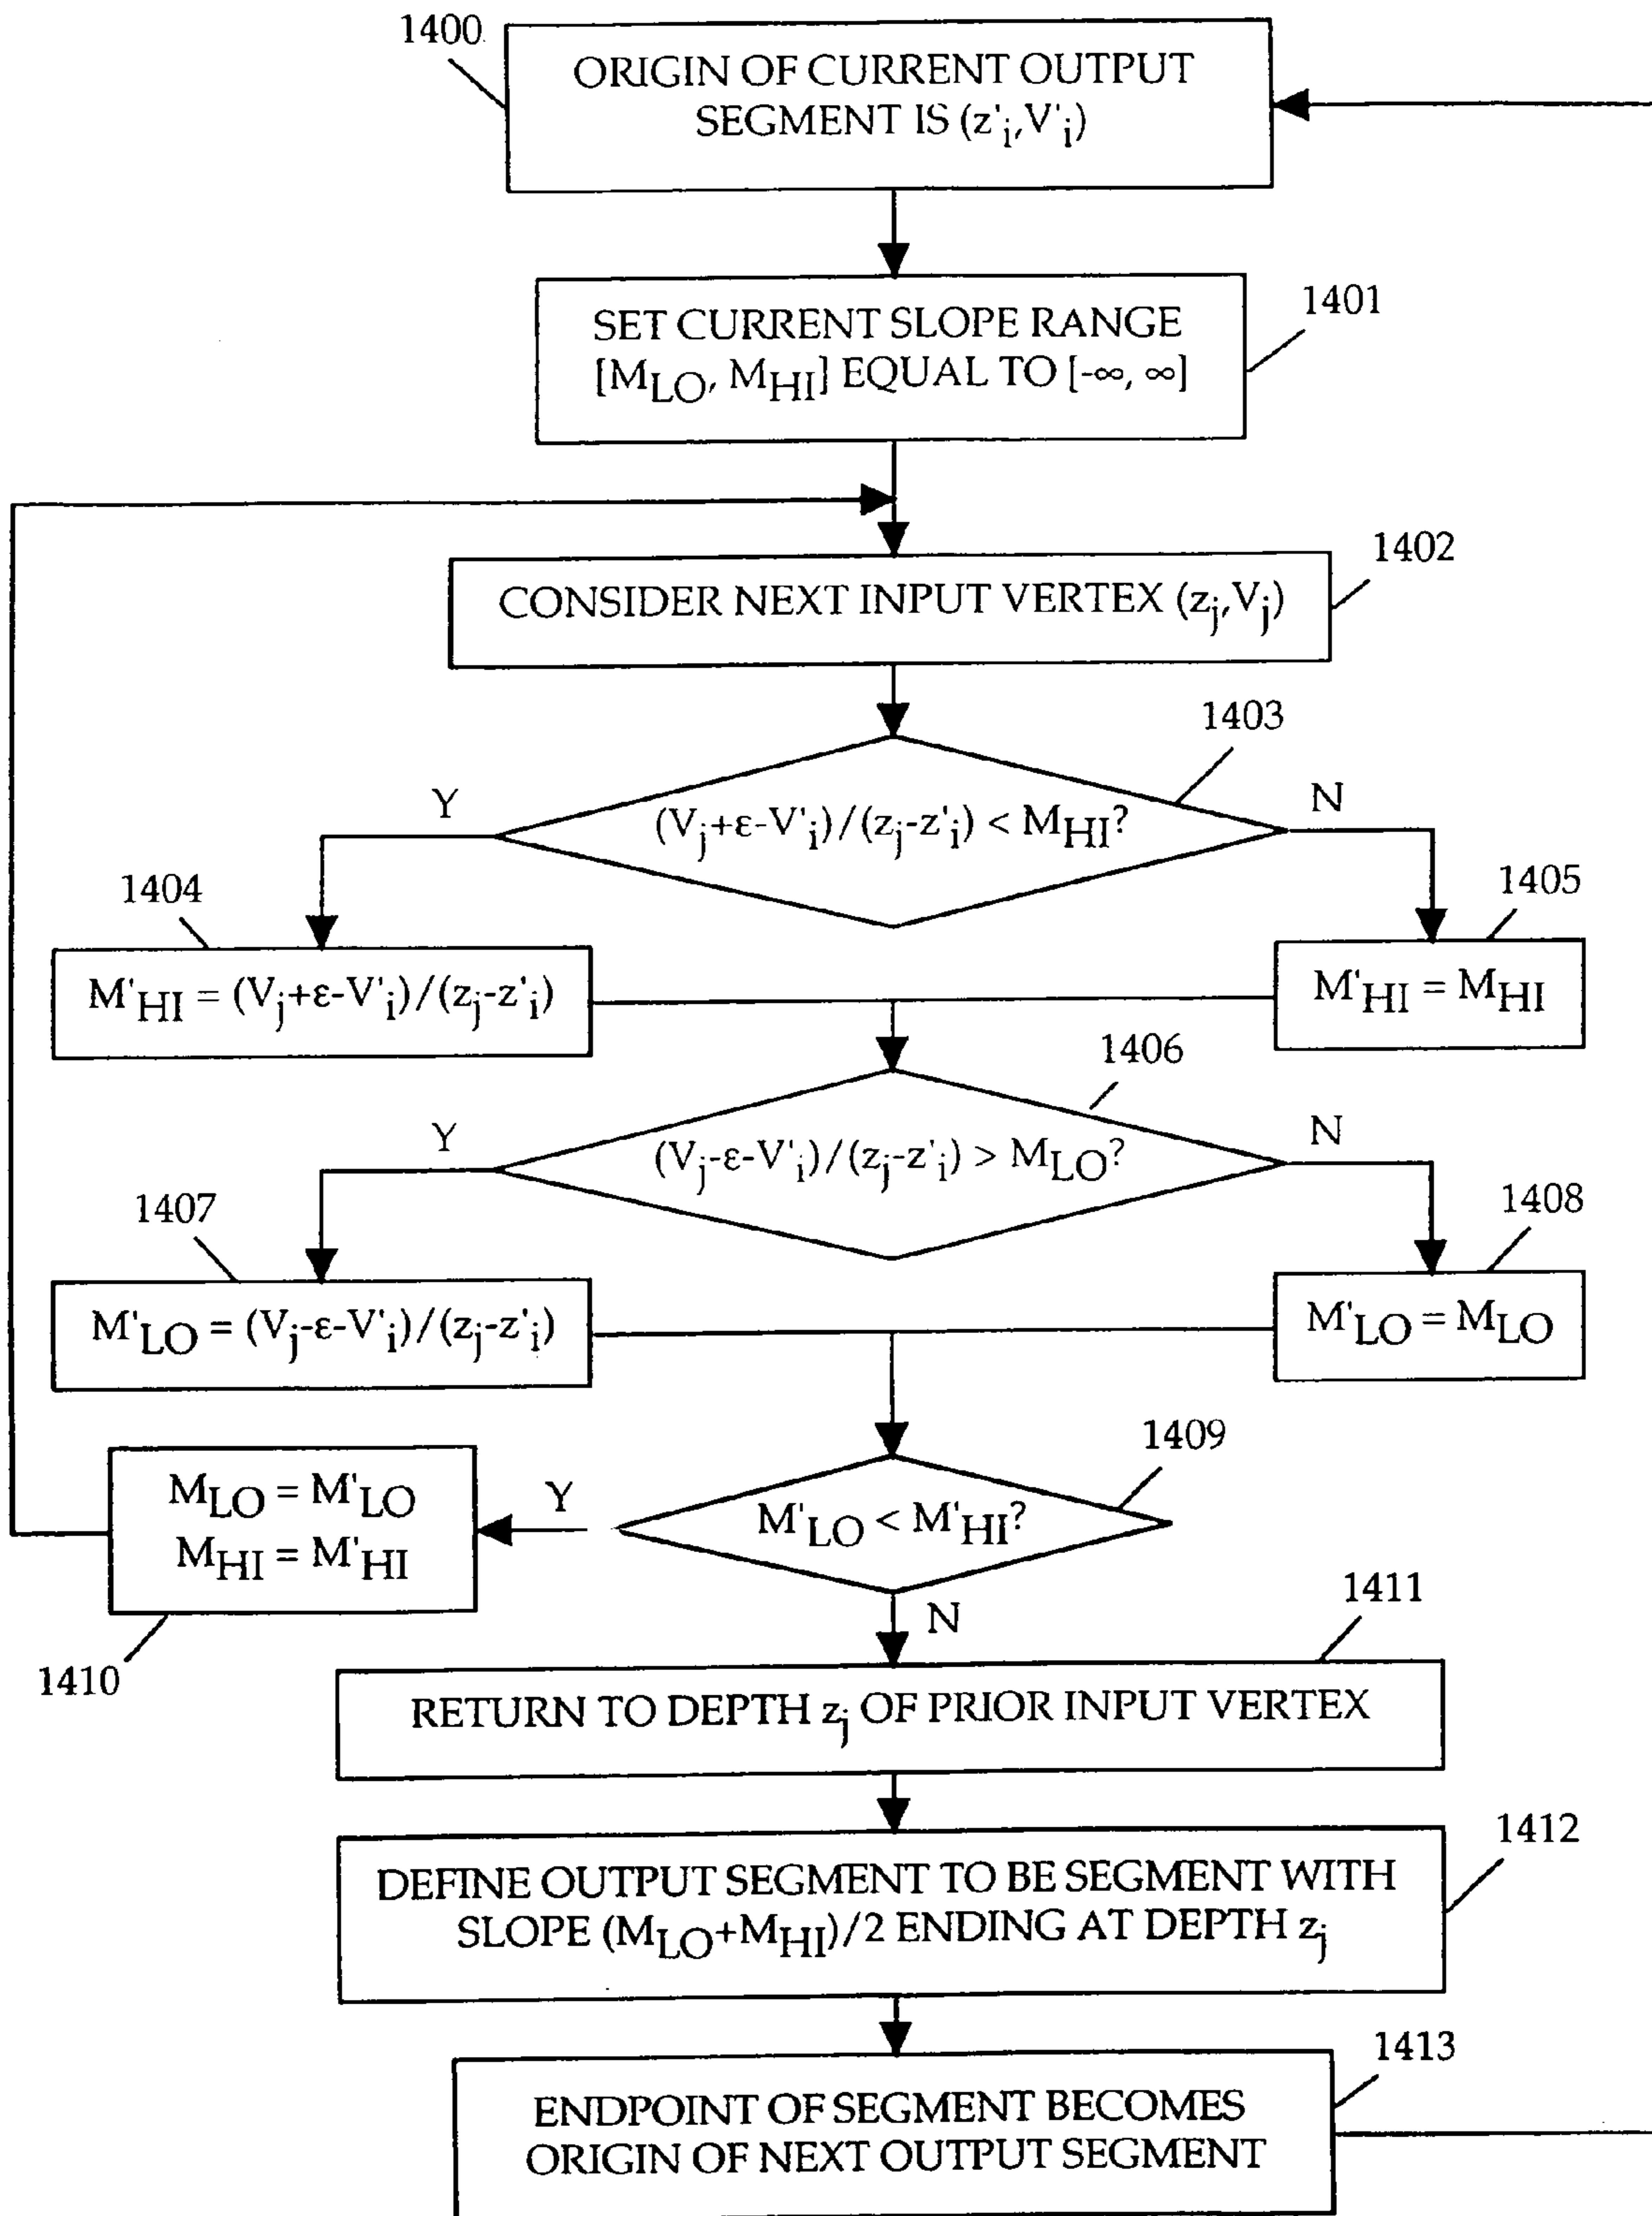 1400
ORIGIN OF CURRENT OUTPUT
SEGMENT IS (z'i,V'i)
1401
SET CURRENT SLOPE RANGE
[MLO, MHI] EQUAL TO [-∞, ∞]
1402
CONSIDER NEXT INPUT VERTEX (zj,Vj)
1403
Y
(Vj+ε-V'i)/(zj-z'i) < MHI?
N
1404
1405
M'HI = (Vj+ε-V'i)/(zj-z'i)
M'HI = MHI
1406
Y
(Vj-ε-V'i)/(zj-z'i) > MLO?
N
1407
1408
M'LO = (Vj-ε-V'i)/(zj-z'i)
M'LO = MLO
1409
MLO = M'LO
MHI = M'HI
Y
M'LO < M'HI?
1410
N
1411
RETURN TO DEPTH zj OF PRIOR INPUT VERTEX
1412
DEFINE OUTPUT SEGMENT TO BE SEGMENT WITH
SLOPE (MLO+MHI)/2 ENDING AT DEPTH zj
1413
ENDPOINT OF SEGMENT BECOMES
ORIGIN OF NEXT OUTPUT SEGMENT